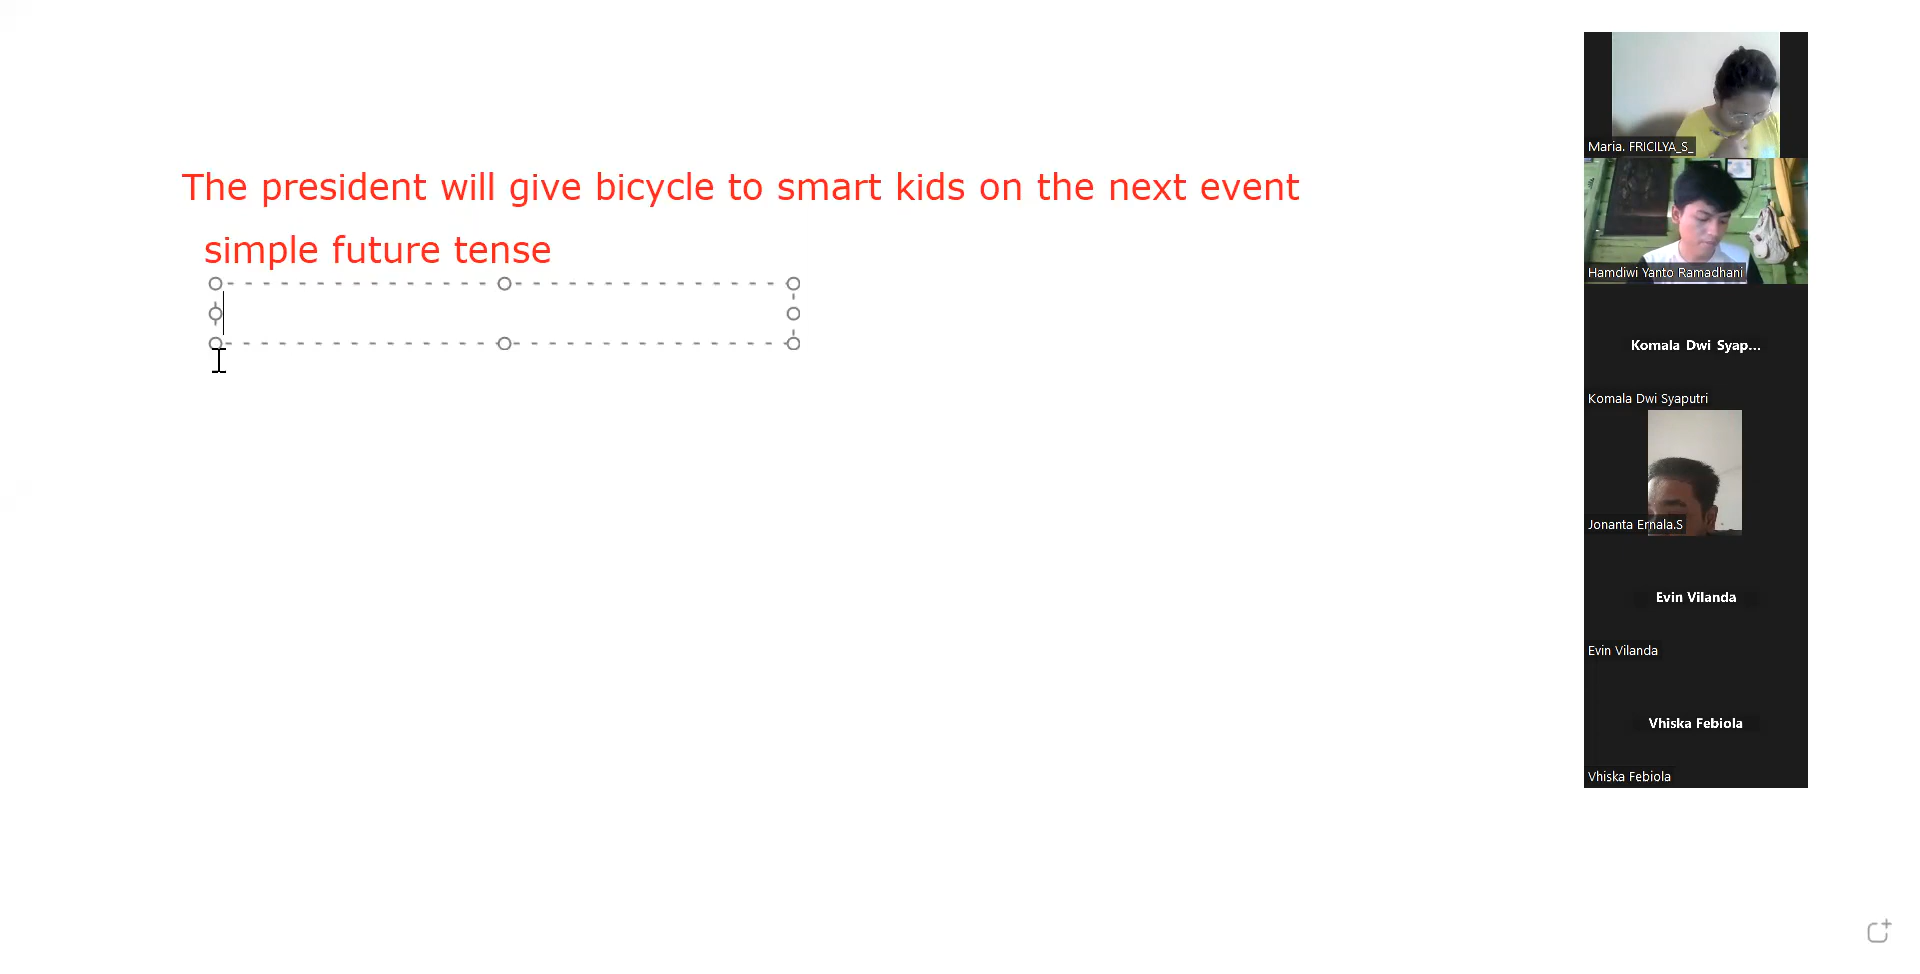 The president will give bicycle to smart kids on the next event
simple future tense
Maria. FRICILYA_S_
Hamdiwi Yanto Ramadhani
Komala Dwi Syap...
Komala Dwi Syaputri
Jonanta Ernala.S
Evin Vilanda
Evin Vilanda
Vhiska Febiola
Vhiska Febiola